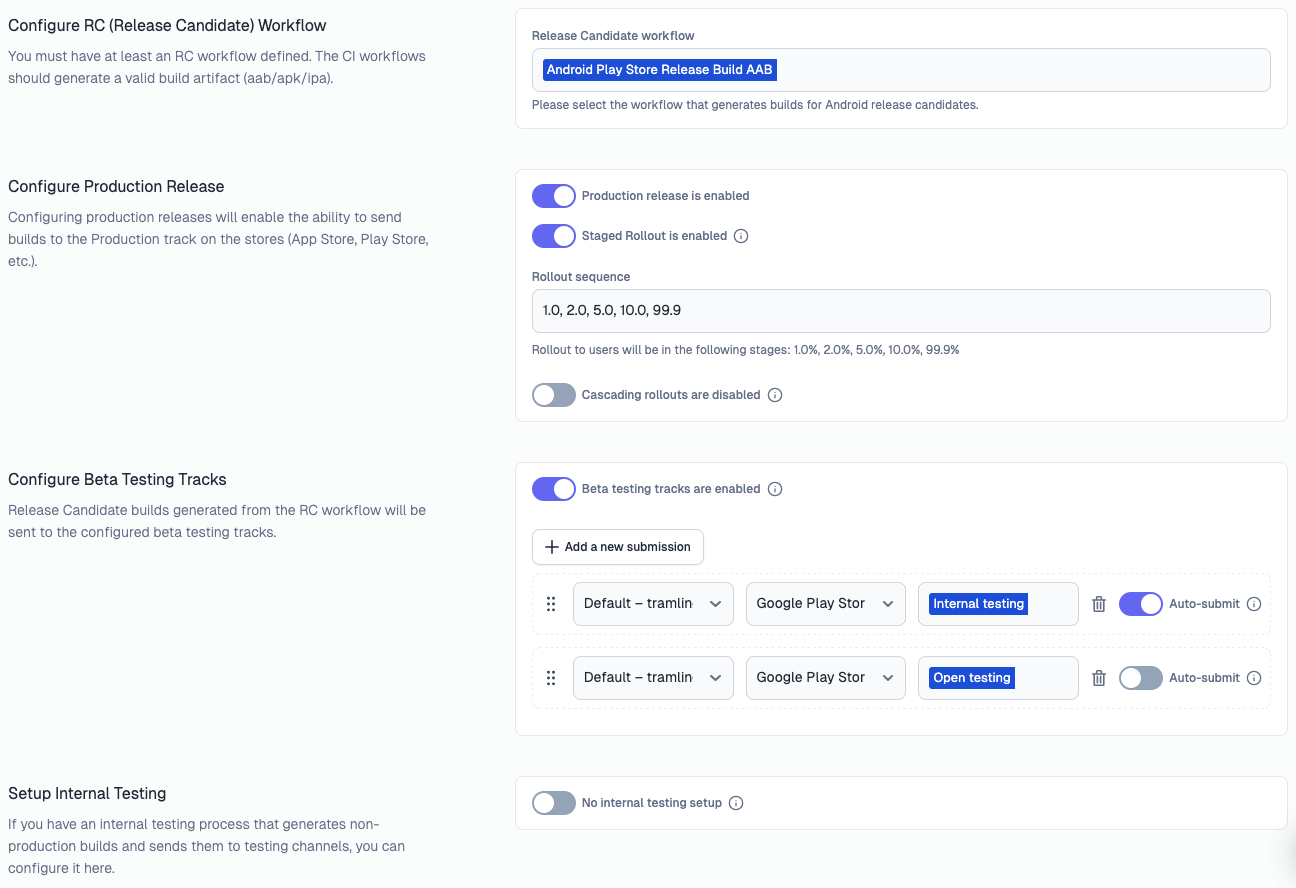 Configure RC (Release Candidate) Workflow
You must have at least an RC workflow defined. The CI workflows
should generate a valid build artifact (aab/apk/ipa).
Release Candidate workflow
Android Play Store Release Build AAB
Please select the workflow that generates builds for Android release candidates.
Configure Production Release
Configuring production releases will enable the ability to send
builds to the Production track on the stores (App Store, Play Store,
etc.).
Production release is enabled
Staged Rollout is enabled
Rollout sequence
1.0, 2.0, 5.0, 10.0, 99.9
Rollout to users will be in the following stages: 1.0%, 2.0%, 5.0%, 10.0%, 99.9%
Cascading rollouts are disabled
Configure Beta Testing Tracks
Release Candidate builds generated from the RC workflow will be
sent to the configured beta testing tracks.
Beta testing tracks are enabled
Add a new submission
Default – tramlin Google Play Stor Internal testing Auto-submit
Default – tramlin Google Play Stor Open testing Auto-submit
Setup Internal Testing
If you have an internal testing process that generates non-
production builds and sends them to testing channels, you can
configure it here.
No internal testing setup